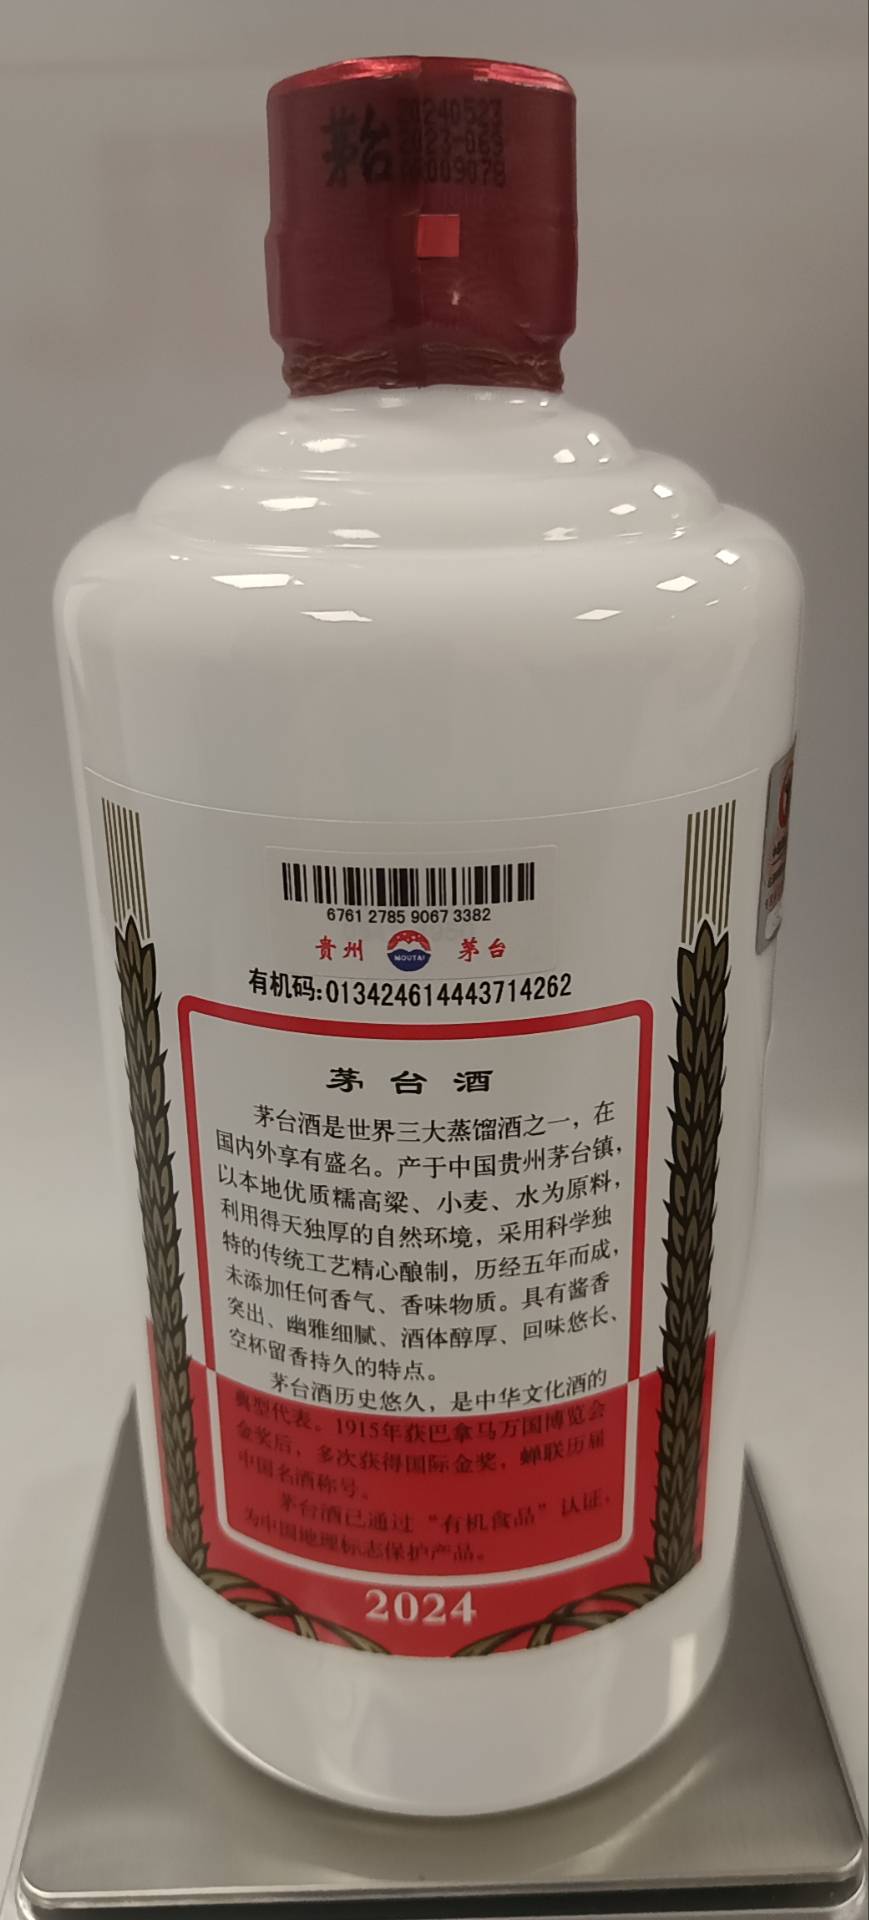 茅台
20240523
2023-063
009078
6761 2785 9067 3382
贵州 MOUTAI 茅台
有机码:013424614443714262
茅台酒
茅台酒是世界三大蒸馏酒之一，在
国内外享有盛名。产于中国贵州茅台镇，
以本地优质糯高粱、小麦、水为原料，
利用得天独厚的自然环境，采用科学独
特的传统工艺精心酿制，历经五年而成，
未添加任何香气、香味物质。具有酱香
突出、幽雅细腻、酒体醇厚、回味悠长、
空杯留香持久的特点。
茅台酒历史悠久，是中华文化酒的
典型代表。1915年获巴拿马万国博览会
金奖后，多次获得国际金奖，蝉联历届
中国名酒称号。
茅台酒已通过“有机食品”认证，
为中国地理标志保护产品。
2024